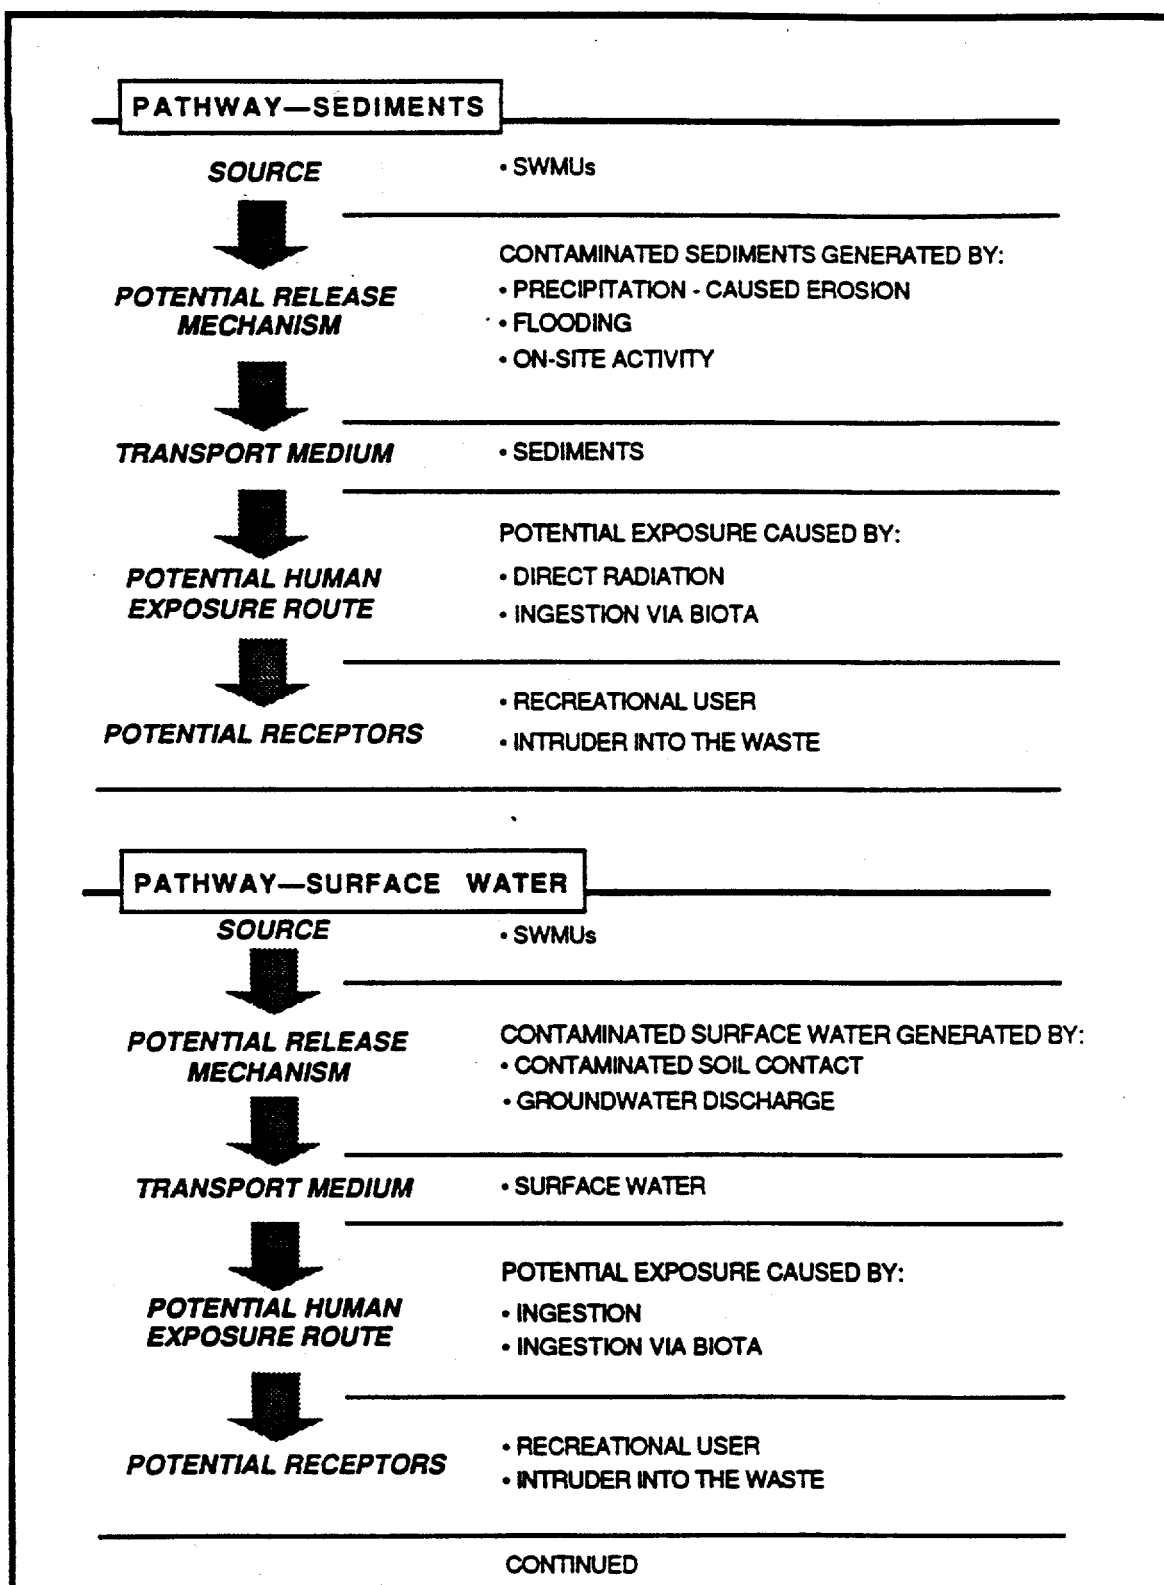 PATHWAY—SEDIMENTS
SOURCE
• SWMUs
POTENTIAL RELEASE
MECHANISM
CONTAMINATED SEDIMENTS GENERATED BY:
• PRECIPITATION - CAUSED EROSION
• FLOODING
• ON-SITE ACTIVITY
TRANSPORT MEDIUM
• SEDIMENTS
POTENTIAL HUMAN
EXPOSURE ROUTE
POTENTIAL EXPOSURE CAUSED BY:
• DIRECT RADIATION
• INGESTION VIA BIOTA
POTENTIAL RECEPTORS
• RECREATIONAL USER
• INTRUDER INTO THE WASTE
PATHWAY—SURFACE WATER
SOURCE
• SWMUs
POTENTIAL RELEASE
MECHANISM
CONTAMINATED SURFACE WATER GENERATED BY:
• CONTAMINATED SOIL CONTACT
• GROUNDWATER DISCHARGE
TRANSPORT MEDIUM
• SURFACE WATER
POTENTIAL HUMAN
EXPOSURE ROUTE
POTENTIAL EXPOSURE CAUSED BY:
• INGESTION
• INGESTION VIA BIOTA
POTENTIAL RECEPTORS
• RECREATIONAL USER
• INTRUDER INTO THE WASTE
CONTINUED